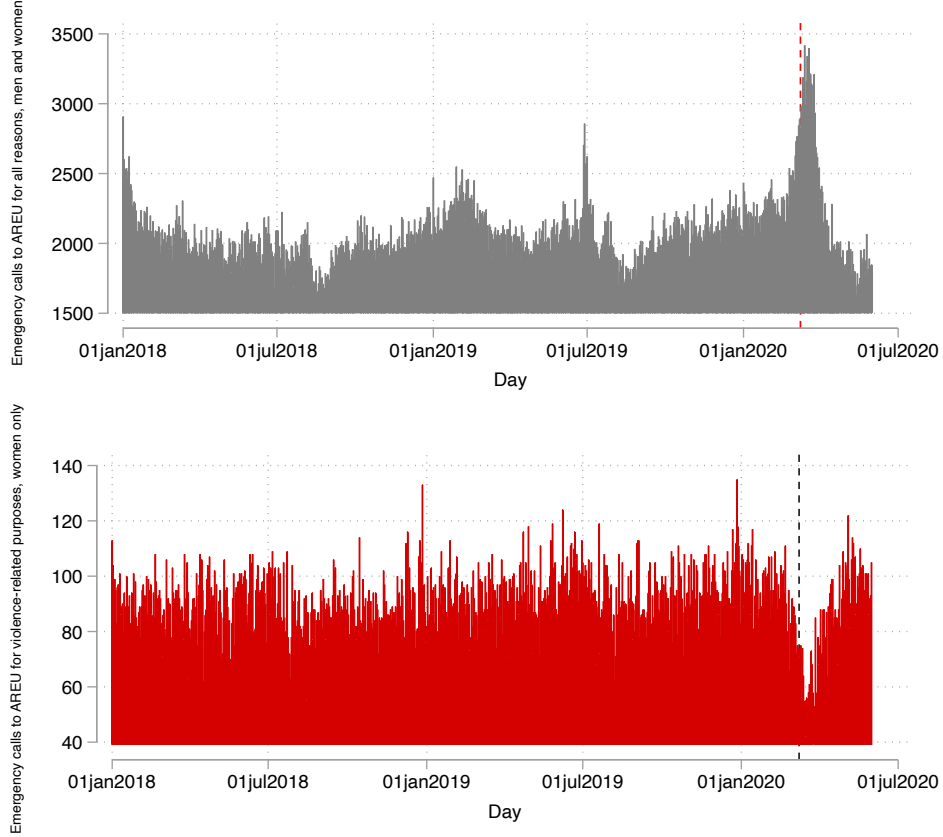 Emergency calls to AREU for all reasons, men and women
3500
3000
2500
2000
1500
01jan2018 01jul2018 01jan2019 01jul2019 01jan2020 01jul2020
Day
Emergency calls to AREU for violence-related purposes, women only
140
120
100
80
60
40
01jan2018 01jul2018 01jan2019 01jul2019 01jan2020 01jul2020
Day